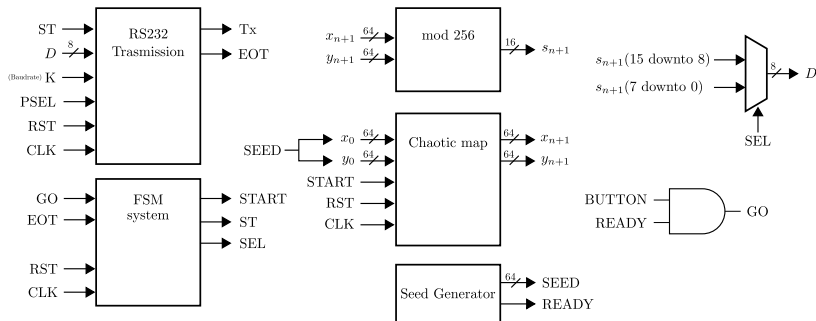 ST
D
8
(Baudrate) K
PSEL
RST
CLK
RS232
Trasmission
Tx
EOT
x_{n+1}
64
y_{n+1}
64
mod 256
16
s_{n+1}
s_{n+1}(15 downto 8)
s_{n+1}(7 downto 0)
8
D
SEL
SEED
x_0
64
y_0
64
START
RST
CLK
Chaotic map
64
x_{n+1}
64
y_{n+1}
GO
EOT
RST
CLK
FSM
system
START
ST
SEL
BUTTON
READY
GO
Seed Generator
64
SEED
READY